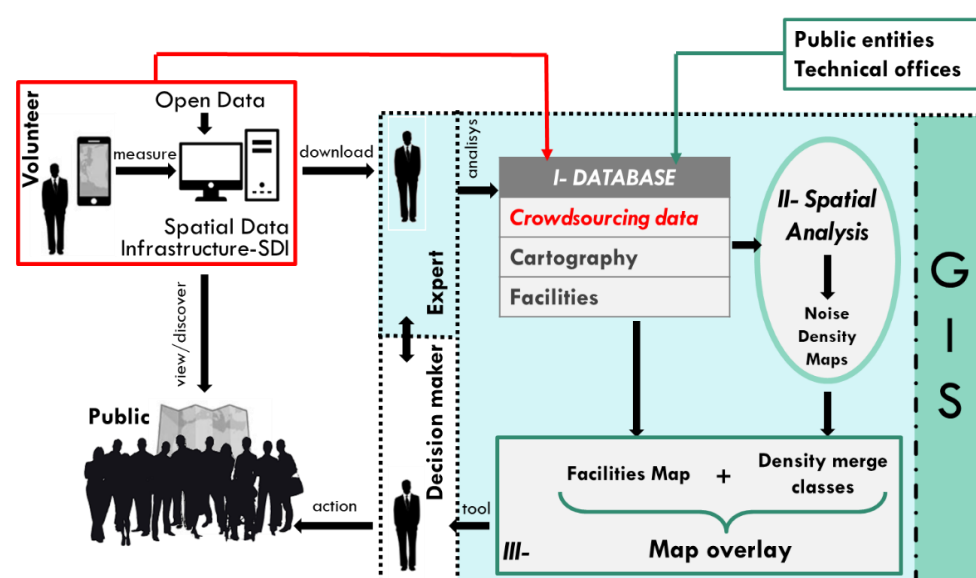 Public entities
Technical offices
Volunteer
Open Data
measure
download
Spatial Data
Infrastructure-SDI
analisys
Expert
I- DATABASE
Crowdsourcing data
Cartography
Facilities
II- Spatial
Analysis
Noise
Density
Maps
G
I
S
view/discover
Public
action
Decision maker
tool
Facilities Map + Density merge
classes
III-
Map overlay